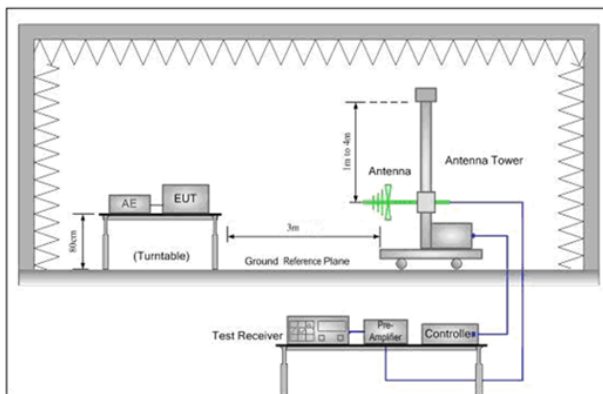 1m to 4m
Antenna
Antenna Tower
AE
EUT
80cm
(Turntable)
3m
Ground Reference Plane
Test Receiver
Pre-
Amplifier
Controller